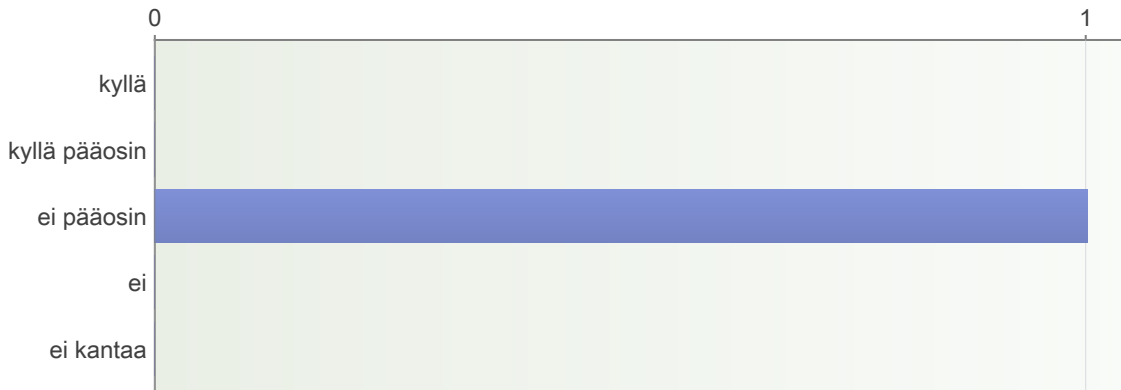 0 1
kyllä
kyllä pääosin
ei pääosin
ei
ei kantaa